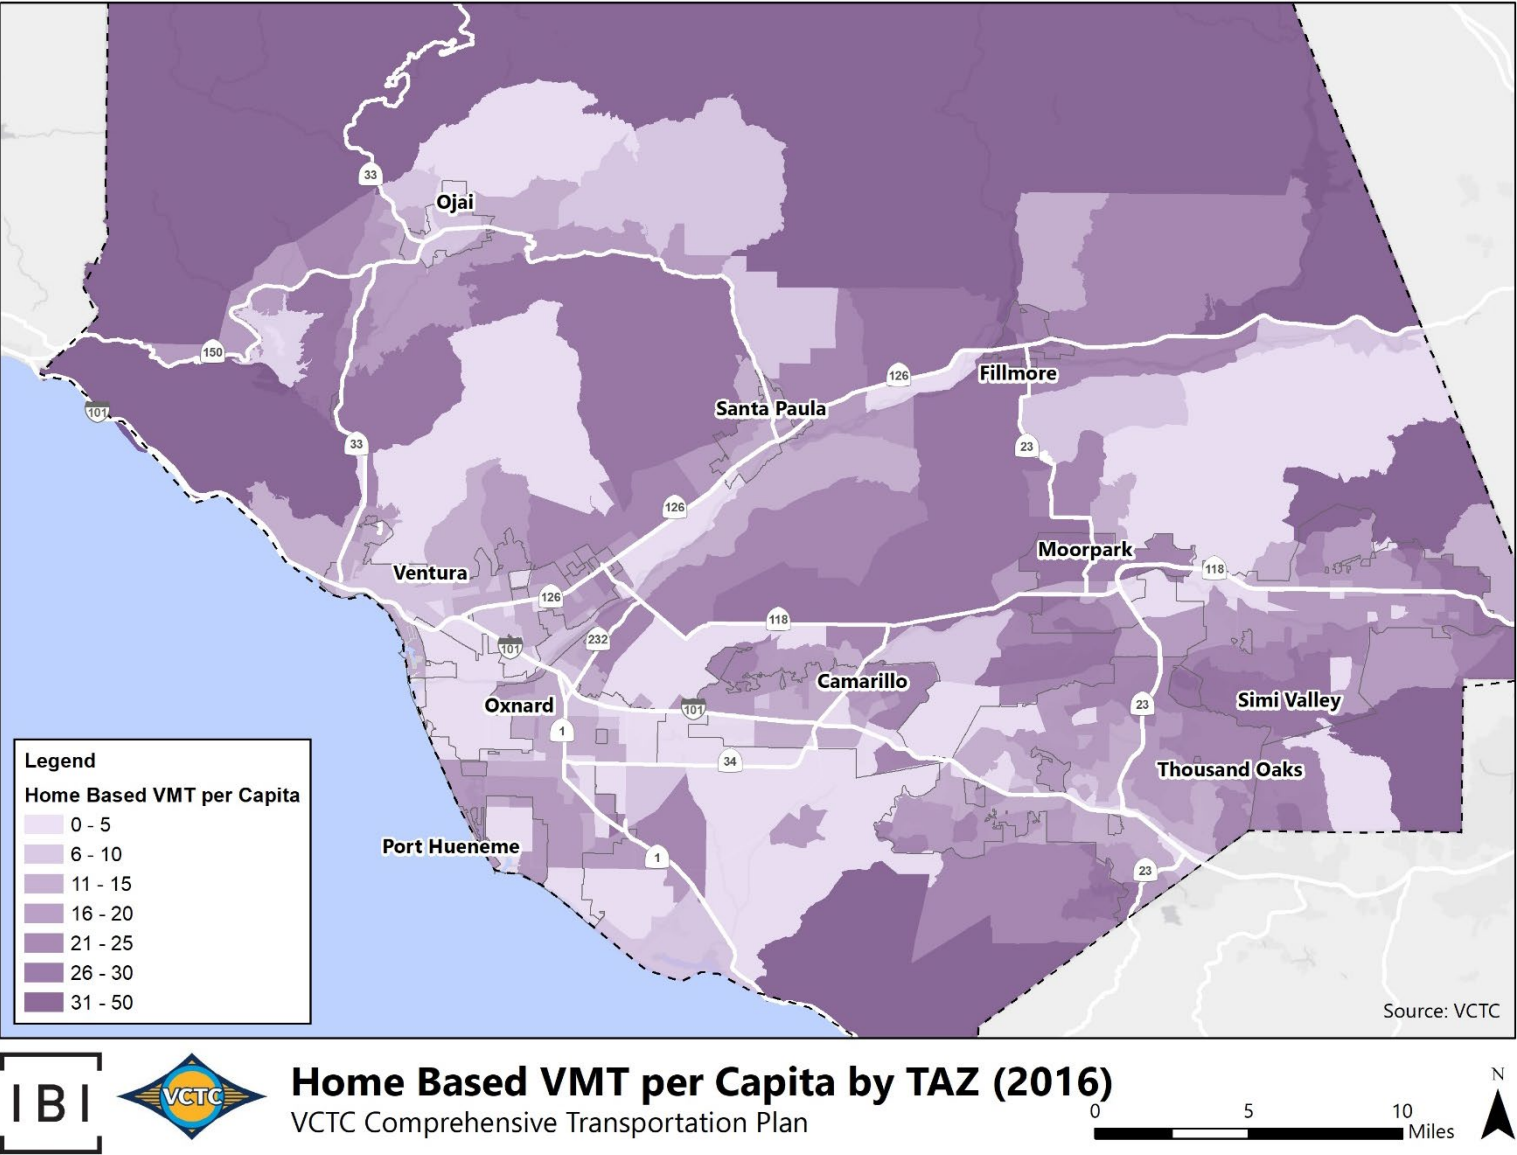 33
Ojai
150
101
33
126
Fillmore
Santa Paula
23
126
Moorpark
118
Ventura
126
118
232
101
Camarillo
Simi Valley
Oxnard
101
23
1
34
Thousand Oaks
Port Hueneme
1
23
Legend
Home Based VMT per Capita
0 - 5
6 - 10
11 - 15
16 - 20
21 - 25
26 - 30
31 - 50
Source: VCTC
IBI
VCTC
Home Based VMT per Capita by TAZ (2016)
VCTC Comprehensive Transportation Plan
0 5 10
Miles
N